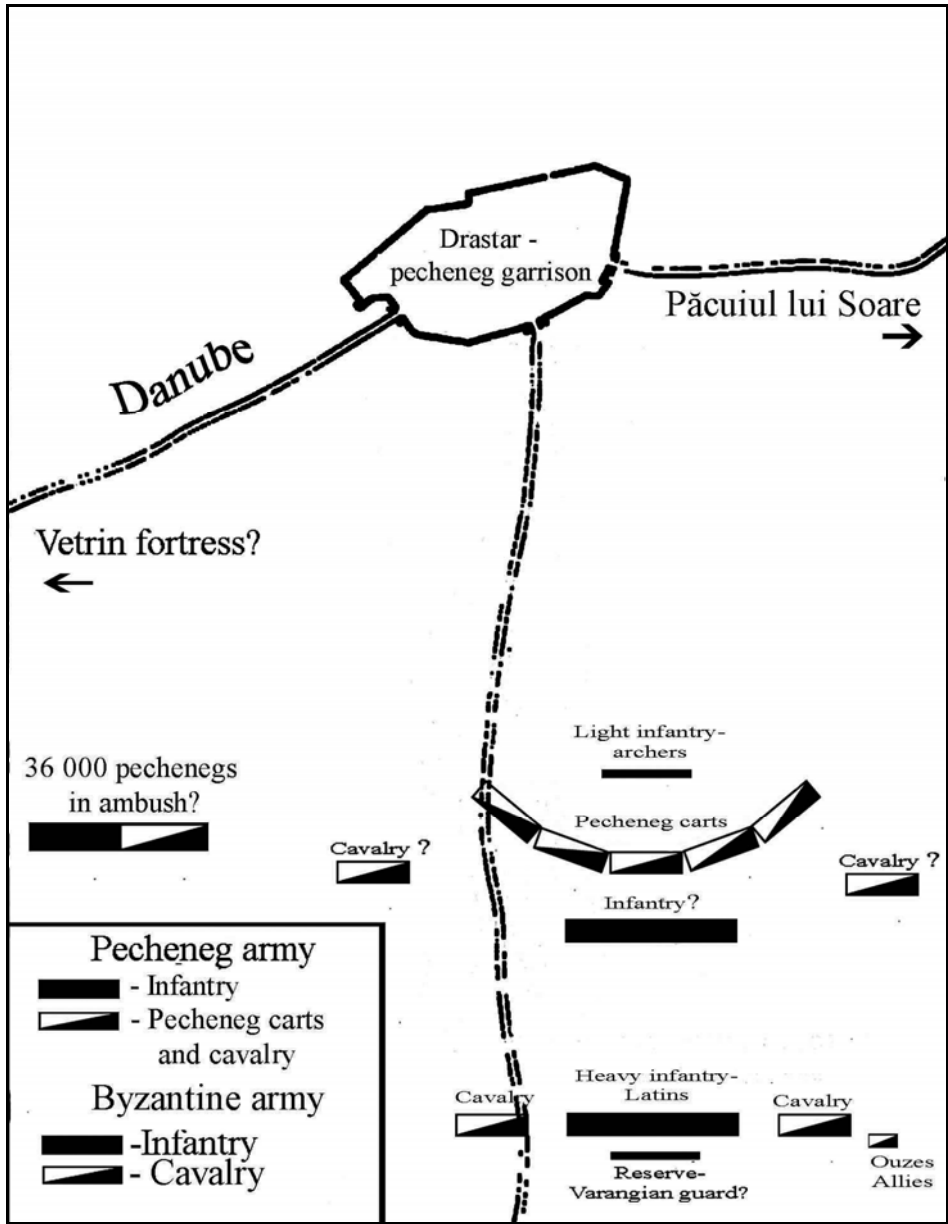 Drastar -
pecheneg garrison
Păcuiul lui Soare
Danube
Vetrin fortress?
Light infantry-
archers
36 000 pechenegs
in ambush?
Pecheneg carts
Cavalry ?
Cavalry ?
Infantry?
Pecheneg army
- Infantry
- Pecheneg carts
and cavalry
Byzantine army
-Infantry
- Cavalry
Cavalry
Heavy infantry-
Latins
Cavalry
Reserve-
Varangian guard?
Ouzes
Allies